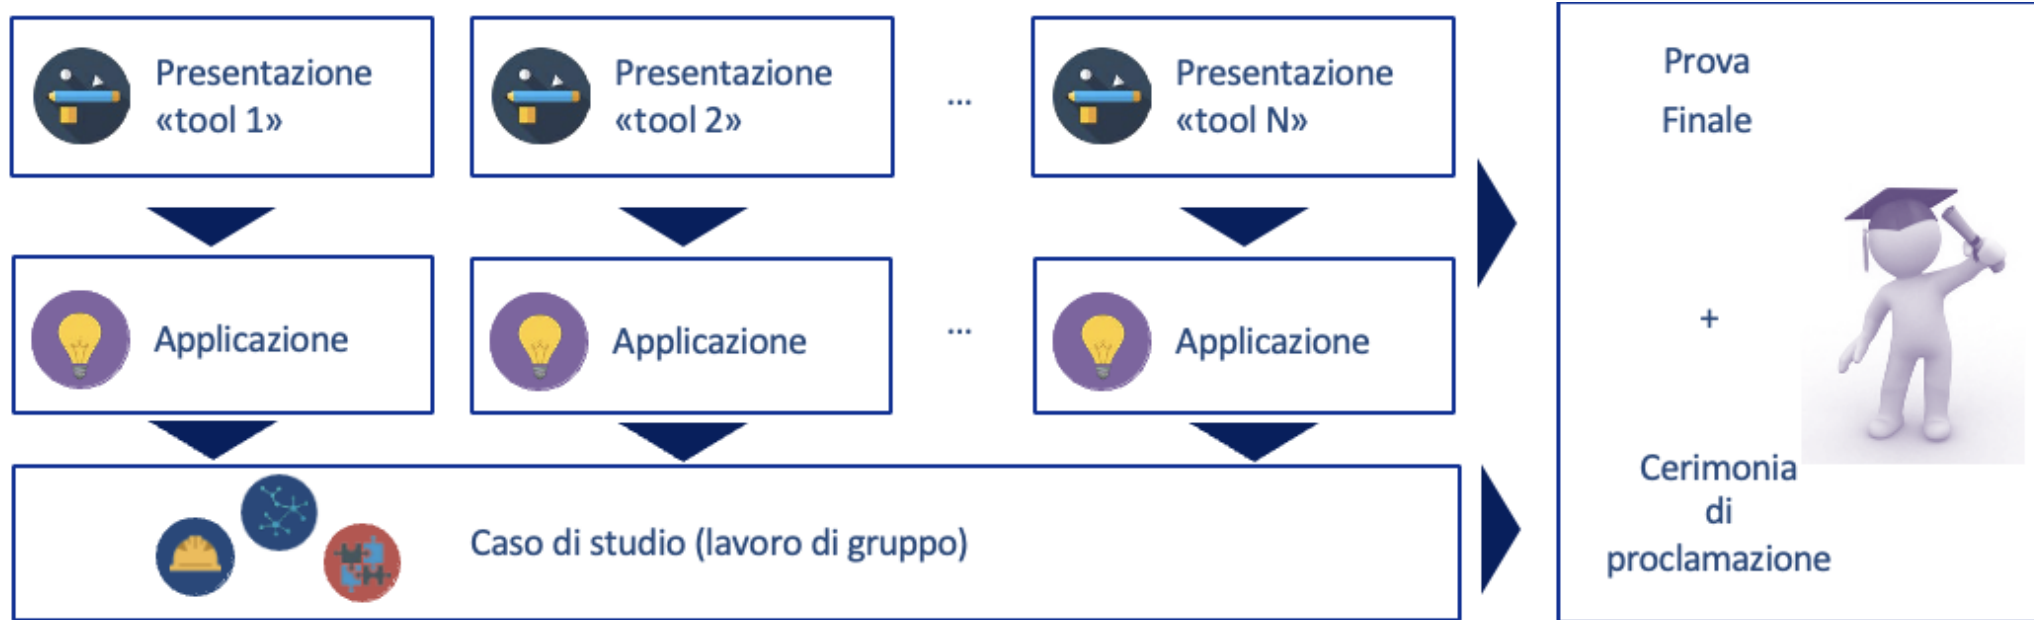 Presentazione
«tool 1»
Presentazione
«tool 2»
...
Presentazione
«tool N»
Applicazione
Applicazione
...
Applicazione
Caso di studio (lavoro di gruppo)
Prova
Finale
+
Cerimonia
di
proclamazione